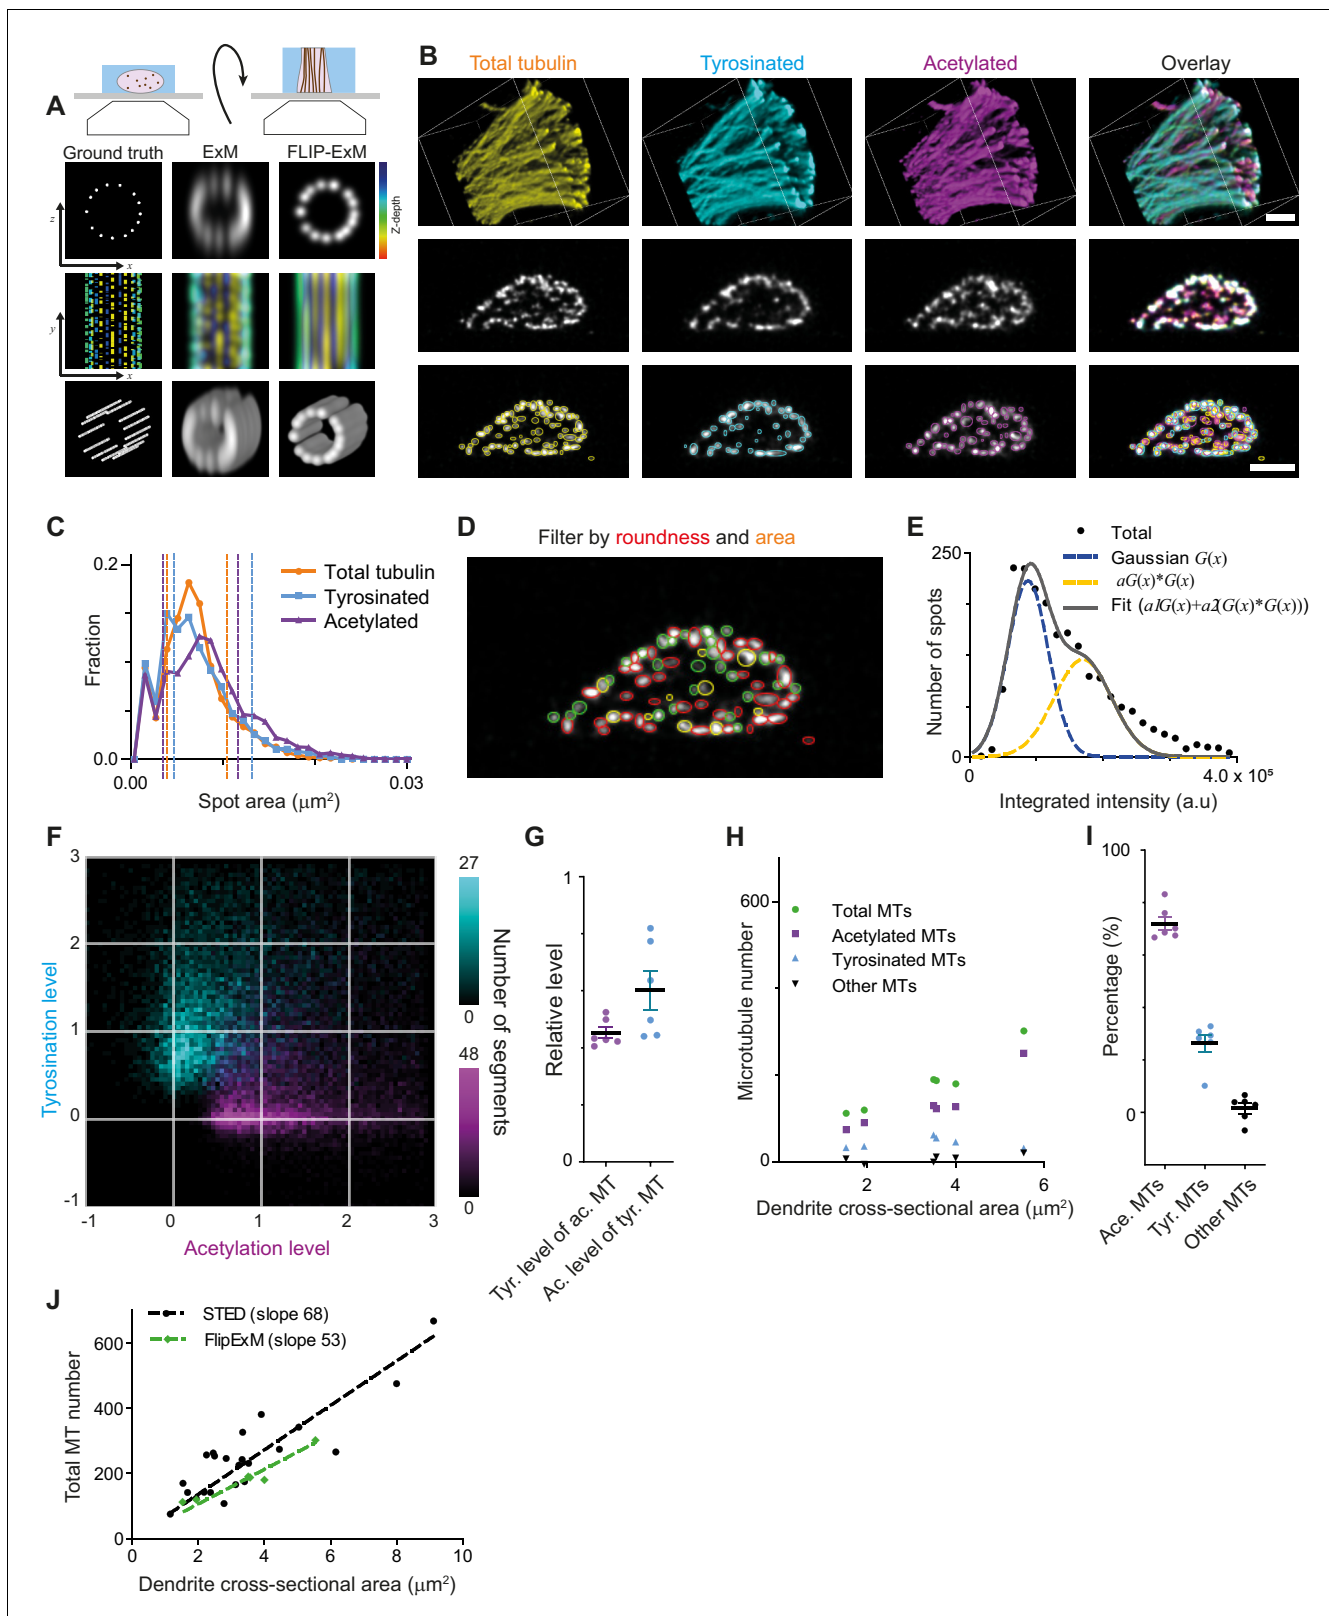 A
Ground truth
ExM
FLIP-ExM
z
x
y
x
Z-depth
B
Total tubulin
Tyrosinated
Acetylated
Overlay
C
0.2
Fraction
0.0
0.00
0.03
Spot area (μm²)
Total tubulin
Tyrosinated
Acetylated
D
Filter by roundness and area
E
250
Number of spots
0
0
4.0 x 10⁵
Integrated intensity (a.u)
Total
Gaussian G(x)
aG(x)*G(x)
Fit (a1G(x)+a2(G(x)*G(x)))
F
3
2
1
0
-1
-1
0
1
2
3
Tyrosination level
Acetylation level
27
0
48
0
Number of segments
G
1
Relative level
0
Tyr. level of ac. MT
Ac. level of tyr. MT
H
600
Microtubule number
0
2
4
6
Dendrite cross-sectional area (μm²)
Total MTs
Acetylated MTs
Tyrosinated MTs
Other MTs
I
100
Percentage (%)
0
Ace. MTs
Tyr. MTs
Other MTs
J
STED (slope 68)
FlipExM (slope 53)
600
400
200
0
Total MT number
0
2
4
6
8
10
Dendrite cross-sectional area (μm²)